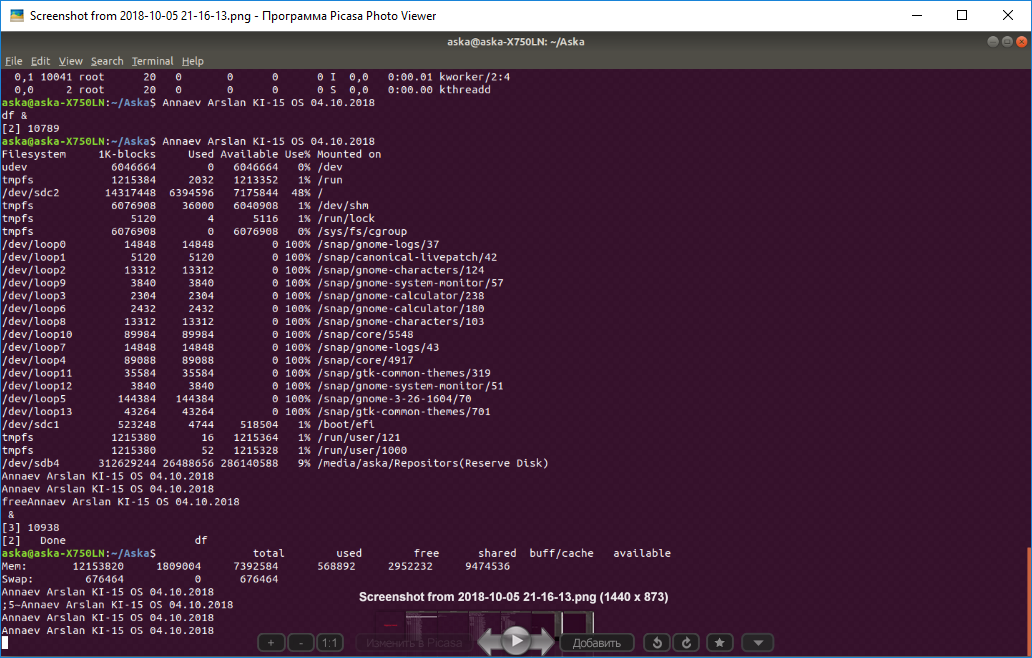 Screenshot from 2018-10-05 21-16-13.png - Программа Picasa Photo Viewer
aska@aska-X750LN: ~/Aska
File Edit View Search Terminal Help
0,1 10041 root 20 0 0 0 0 I 0,0 0:00.01 kworker/2:4
0,0 2 root 20 0 0 0 0 S 0,0 0:00.00 kthreadd
aska@aska-X750LN:~/Aska$ Annaev Arslan KI-15 OS 04.10.2018
df &
[2] 10789
aska@aska-X750LN:~/Aska$ Annaev Arslan KI-15 OS 04.10.2018
Filesystem 1K-blocks Used Available Use% Mounted on
udev 6046664 0 6046664 0% /dev
tmpfs 1215384 2032 1213352 1% /run
/dev/sdc2 14317448 6394596 7175844 48% /
tmpfs 6076908 36000 6040908 1% /dev/shm
tmpfs 5120 4 5116 1% /run/lock
tmpfs 6076908 0 6076908 0% /sys/fs/cgroup
/dev/loop0 14848 14848 0 100% /snap/gnome-logs/37
/dev/loop1 5120 5120 0 100% /snap/canonical-livepatch/42
/dev/loop2 13312 13312 0 100% /snap/gnome-characters/124
/dev/loop9 3840 3840 0 100% /snap/gnome-system-monitor/57
/dev/loop3 2304 2304 0 100% /snap/gnome-calculator/238
/dev/loop6 2432 2432 0 100% /snap/gnome-calculator/180
/dev/loop8 13312 13312 0 100% /snap/gnome-characters/103
/dev/loop10 89984 89984 0 100% /snap/core/5548
/dev/loop7 14848 14848 0 100% /snap/gnome-logs/43
/dev/loop4 89088 89088 0 100% /snap/core/4917
/dev/loop11 35584 35584 0 100% /snap/gtk-common-themes/319
/dev/loop12 3840 3840 0 100% /snap/gnome-system-monitor/51
/dev/loop5 144384 144384 0 100% /snap/gnome-3-26-1604/70
/dev/loop13 43264 43264 0 100% /snap/gtk-common-themes/701
/dev/sdc1 523248 4744 518504 1% /boot/efi
tmpfs 1215380 16 1215364 1% /run/user/121
tmpfs 1215380 52 1215328 1% /run/user/1000
/dev/sdb4 312629244 26488656 286140588 9% /media/aska/Repositors(Reserve Disk)
Annaev Arslan KI-15 OS 04.10.2018
Annaev Arslan KI-15 OS 04.10.2018
freeAnnaev Arslan KI-15 OS 04.10.2018
&
[3] 10938
[2] Done df
aska@aska-X750LN:~/Aska$ total used free shared buff/cache available
Mem: 12153820 1809004 7392584 568892 2952232 9474536
Swap: 676464 0 676464
Annaev Arslan KI-15 OS 04.10.2018
;5~Annaev Arslan KI-15 OS 04.10.2018
Annaev Arslan KI-15 OS 04.10.2018
Annaev Arslan KI-15 OS 04.10.2018
Screenshot from 2018-10-05 21-16-13.png (1440 x 873)
+ - 1:1 Изменить в Picasa Добавить